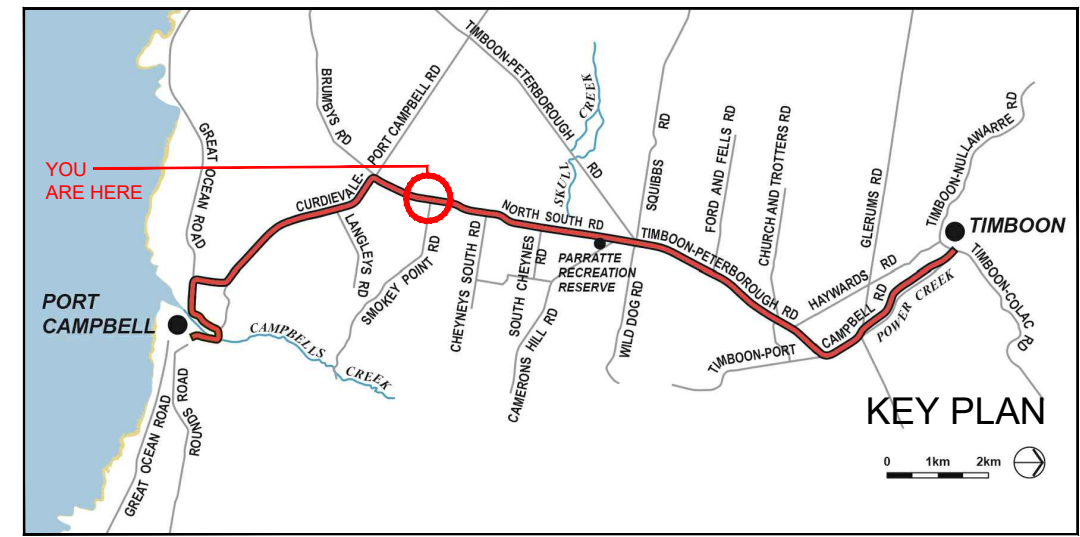 TIMBOON-PETERBOROUGH
RD
BRUMBYS RD
CURDIEVALE-
PORT CAMPBELL RD
GREAT OCEAN ROAD
YOU
ARE HERE
SKULL
CREEK
SQUIBBS
RD
FORD AND FELLS RD
CHURCH AND TROTTERS RD
GLERUMS RD
TIMBOON-NULLAWARRE RD
TIMBOON
TIMBOON-COLAC
RD
NORTH SOUTH RD
TIMBOON-PETERBOROUGH RD
HAYWARDS RD
CAMPBELL RD
POWER CREEK
TIMBOON-PORT
PARRATTE
RECREATION
RESERVE
LANGLEYS RD
SMOKEY POINT RD
CHEYNEYS SOUTH RD
SOUTH CHEYNES
RD
CAMERONS HILL RD
WILD DOG RD
PORT
CAMPBELL
CAMPBELLS
CREEK
GREAT OCEAN ROAD
ROUNDS
ROAD
KEY PLAN
0 1km 2km